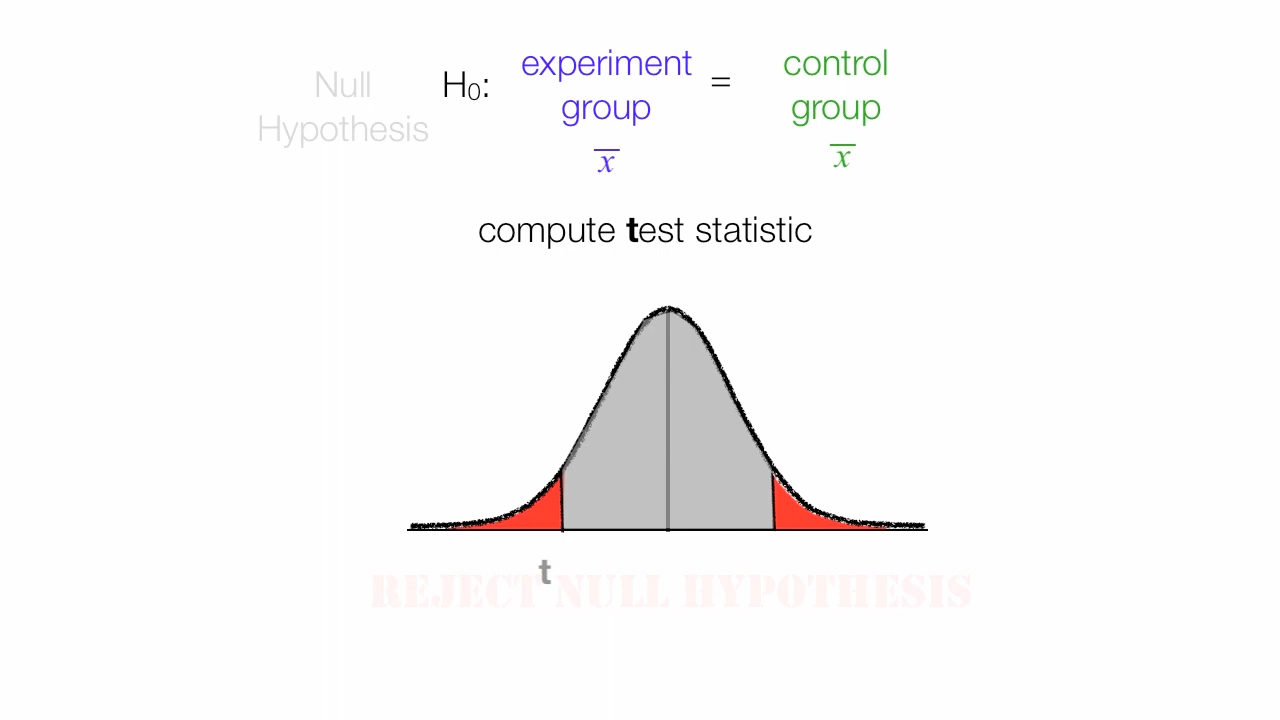 Null
Hypothesis
H₀:
experiment
group
x̅
=
control
group
x̅
compute test statistic
t
REJECT NULL HYPOTHESIS